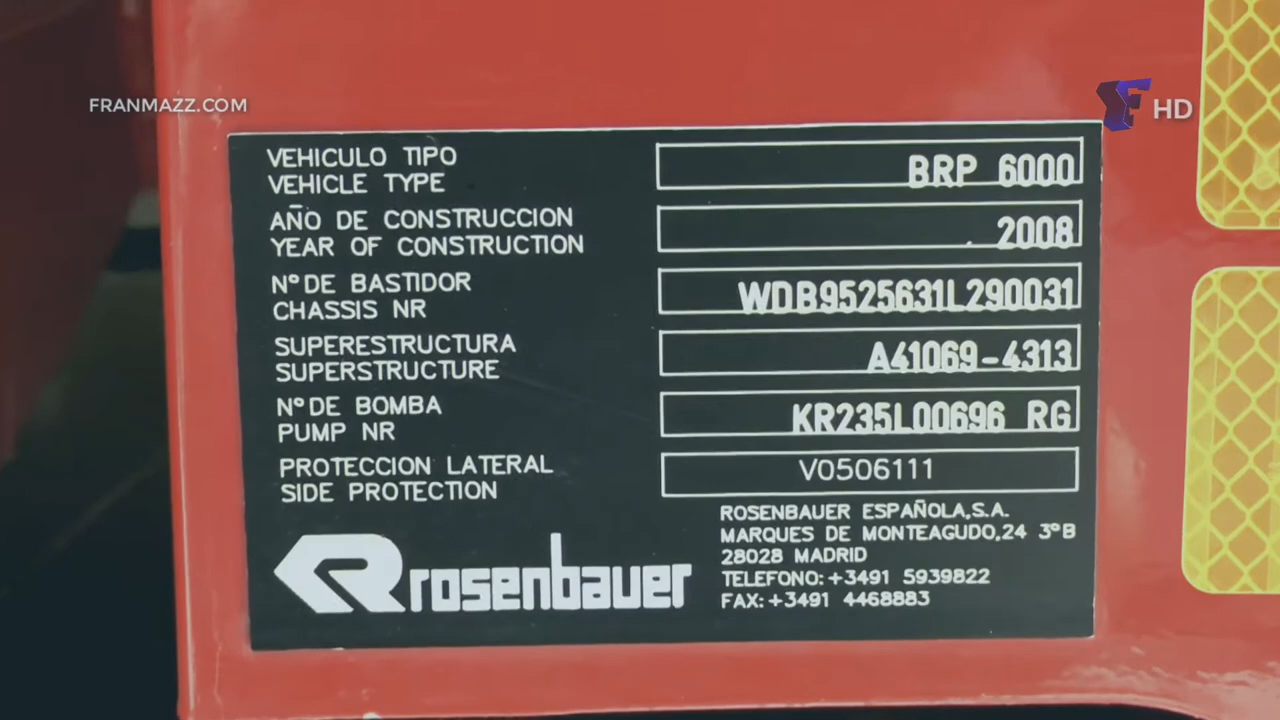 FRANMAZZ.COM
HD
VEHICULO TIPO
VEHICLE TYPE
BRP 6000
AÑO DE CONSTRUCCION
YEAR OF CONSTRUCTION
2008
Nº DE BASTIDOR
CHASSIS NR
WDB9525631L290031
SUPERESTRUCTURA
SUPERSTRUCTURE
A41069-4313
Nº DE BOMBA
PUMP NR
KR235L00696 RG
PROTECCION LATERAL
SIDE PROTECTION
V0506111
rosenbauer
ROSENBAUER ESPAÑOLA,S.A.
MARQUES DE MONTEAGUDO,24 3ºB
28028 MADRID
TELEFONO:+3491 5939822
FAX:+3491 4468883